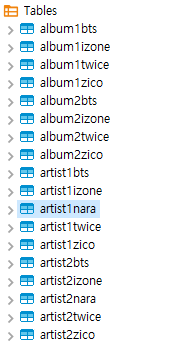 Tables
album1bts
album1izone
album1twice
album1zico
album2bts
album2izone
album2twice
album2zico
artist1bts
artist1izone
artist1nara
artist1twice
artist1zico
artist2bts
artist2izone
artist2nara
artist2twice
artist2zico